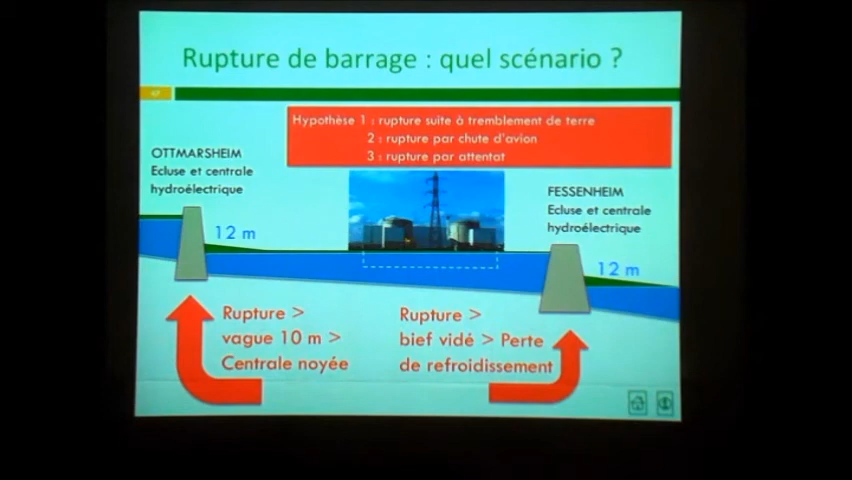 Rupture de barrage : quel scénario ?
Hypothèse 1 : rupture suite à tremblement de terre
2 : rupture par chute d'avion
3 : rupture par attentat
OTTMARSHEIM
Ecluse et centrale
hydroélectrique
12 m
FESSENHEIM
Ecluse et centrale
hydroélectrique
12 m
Rupture >
vague 10 m >
Centrale noyée
Rupture >
bief vidé > Perte
de refroidissement